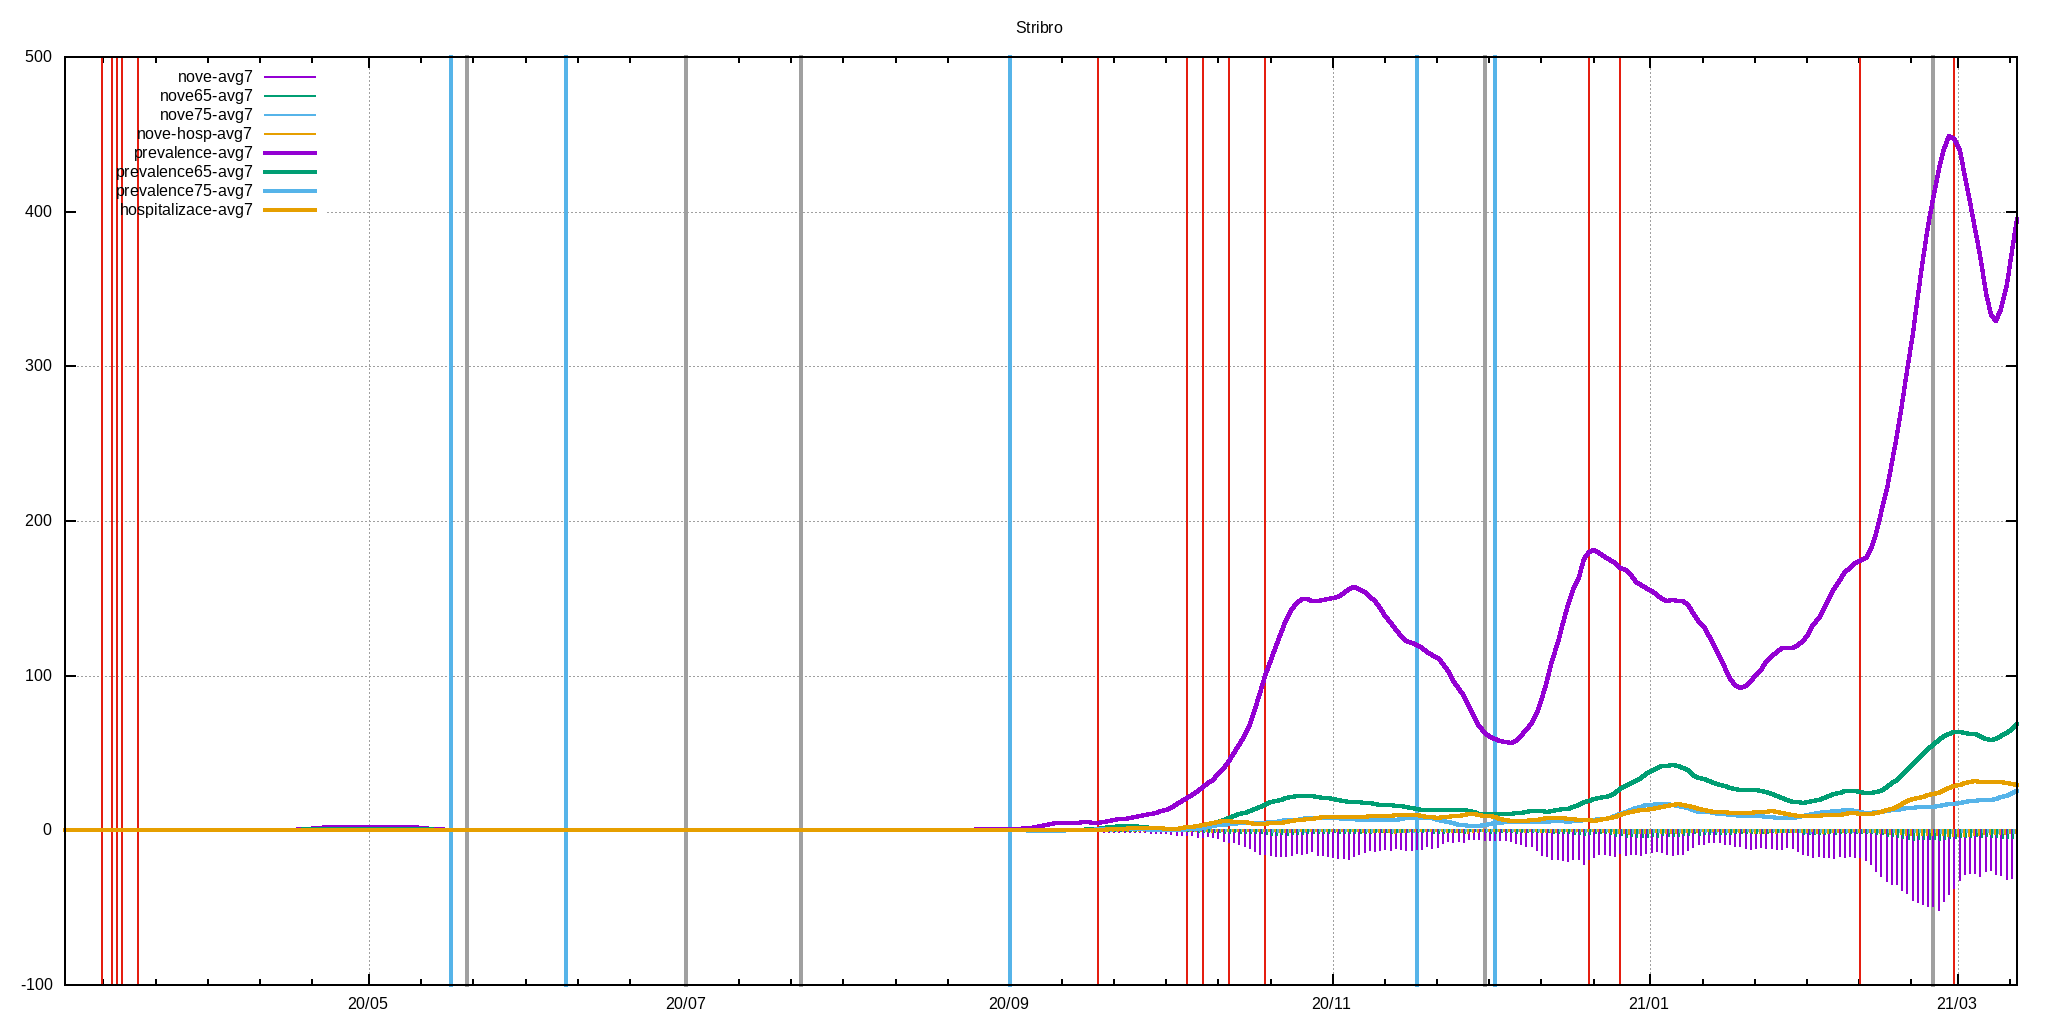 Stribro
500
nove-avg7
nove65-avg7
nove75-avg7
nove-hosp-avg7
prevalence-avg7
prevalence65-avg7
prevalence75-avg7
hospitalizace-avg7
400
300
200
100
0
-100
20/05 20/07 20/09 20/11 21/01 21/03